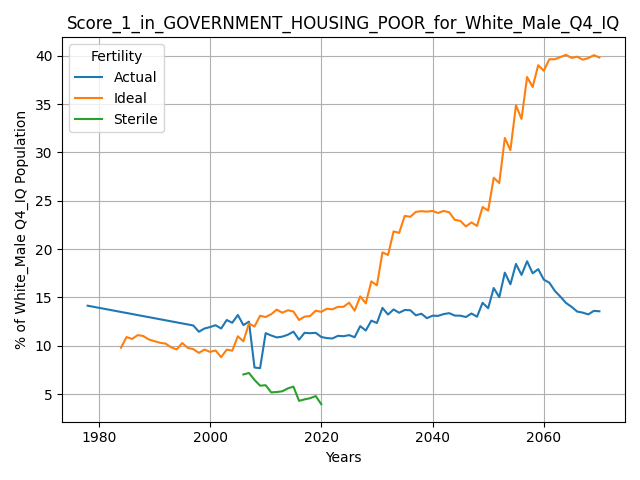 Score_1_in_GOVERNMENT_HOUSING_POOR_for_White_Male_Q4_IQ
Fertility
Actual
Ideal
Sterile
% of White_Male Q4_IQ Population
40
35
30
25
20
15
10
5
1980 2000 2020 2040 2060
Years